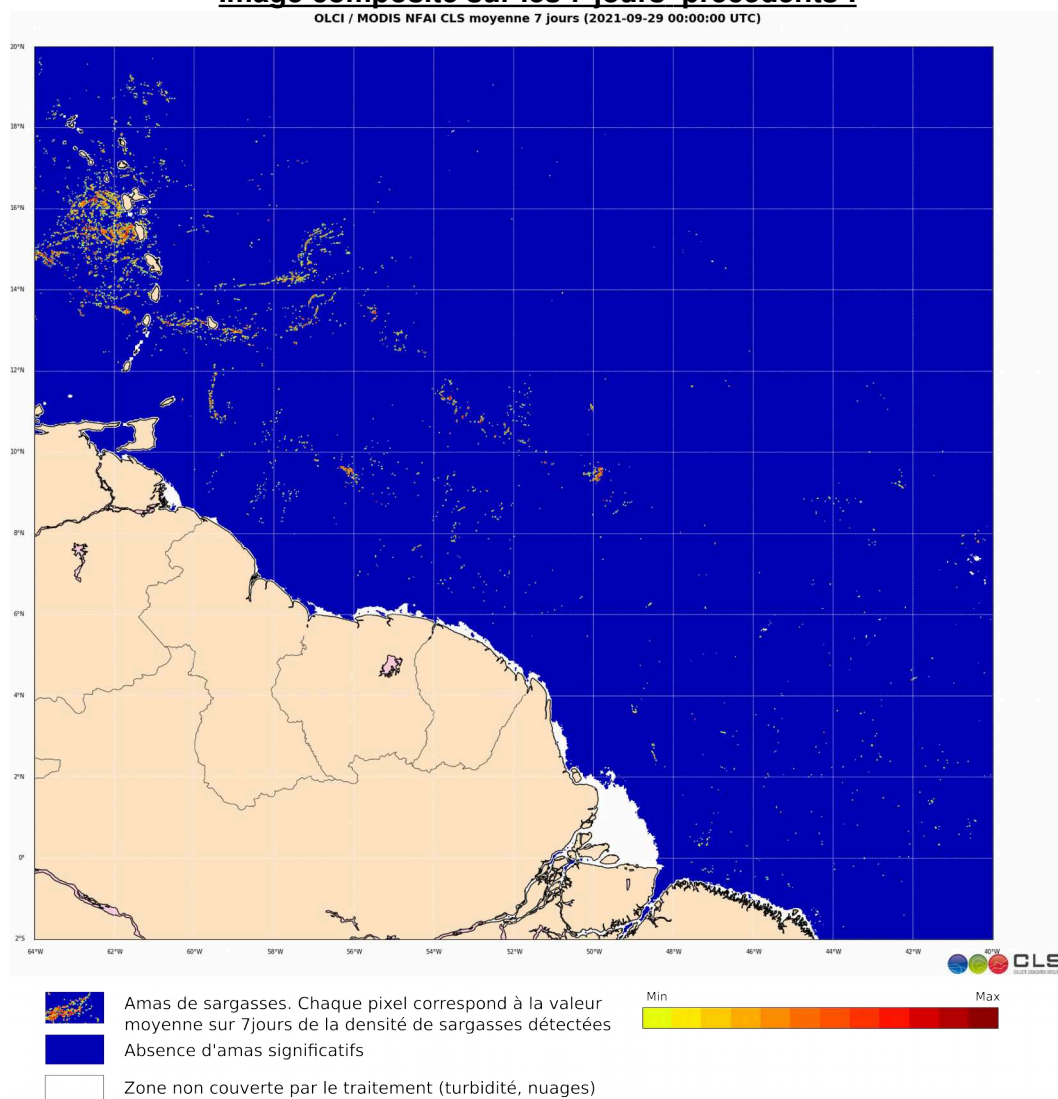 Image composite sur les 7 jours précédents :
OLCI / MODIS NFAI CLS moyenne 7 jours (2021-09-29 00:00:00 UTC)
20°N
18°N
16°N
14°N
12°N
10°N
8°N
6°N
4°N
2°N
0°
2°S
64°W 62°W 60°W 58°W 56°W 54°W 52°W 50°W 48°W 46°W 44°W 42°W 40°W
CLS
Min Max
Amas de sargasses. Chaque pixel correspond à la valeur
moyenne sur 7jours de la densité de sargasses détectées
Absence d'amas significatifs
Zone non couverte par le traitement (turbidité, nuages)